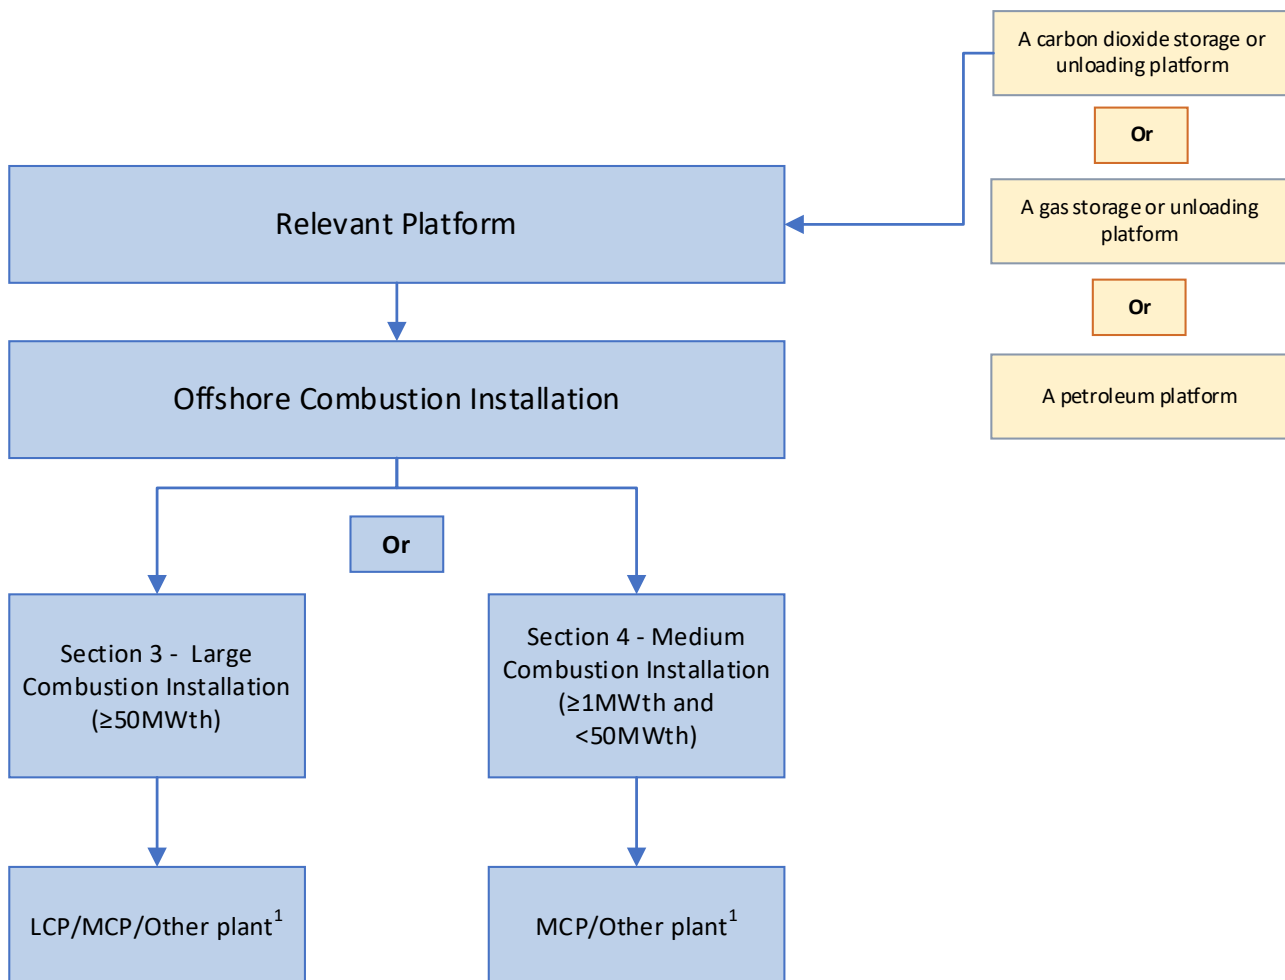 A carbon dioxide storage or
unloading platform
Or
Relevant Platform
A gas storage or unloading
platform
Or
Offshore Combustion Installation
A petroleum platform
Or
Section 3 - Large
Combustion Installation
(≥50MWth)
Section 4 - Medium
Combustion Installation
(≥1MWth and
<50MWth)
LCP/MCP/Other plant¹
MCP/Other plant¹